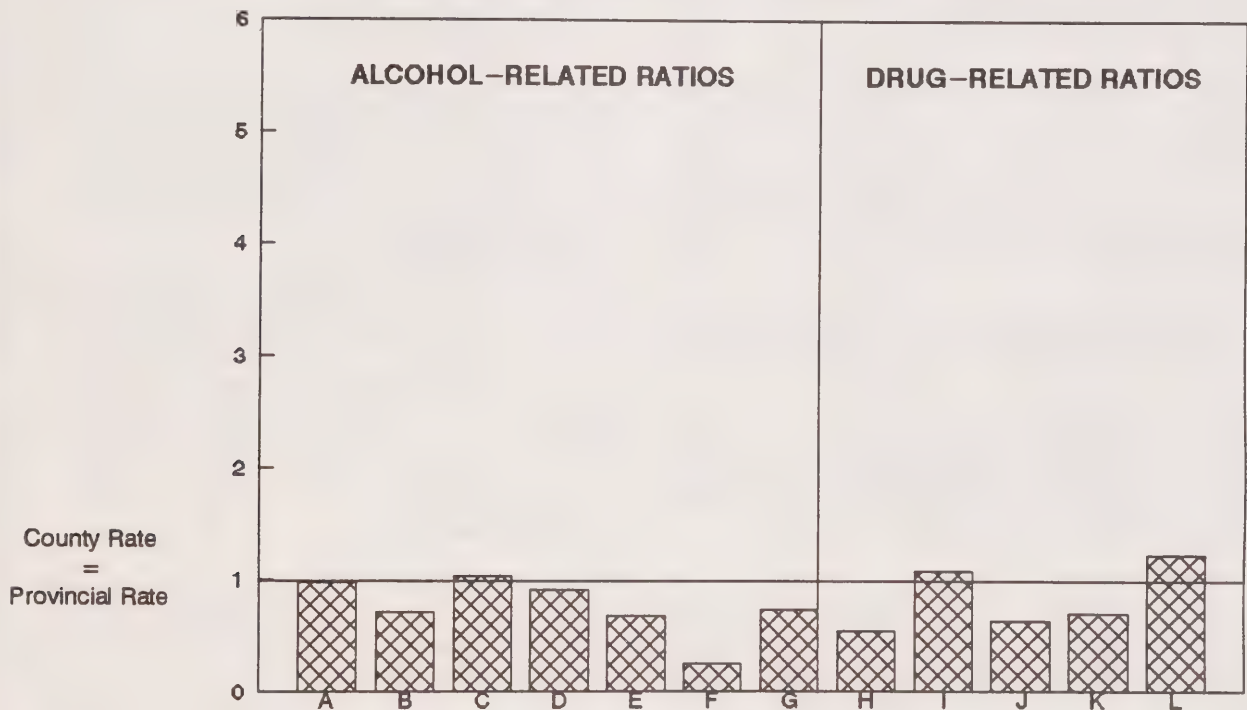 6
ALCOHOL-RELATED RATIOS
DRUG-RELATED RATIOS
5
4
3
2
County Rate
=
Provincial Rate
1
0
A B C D E F G H I J K L